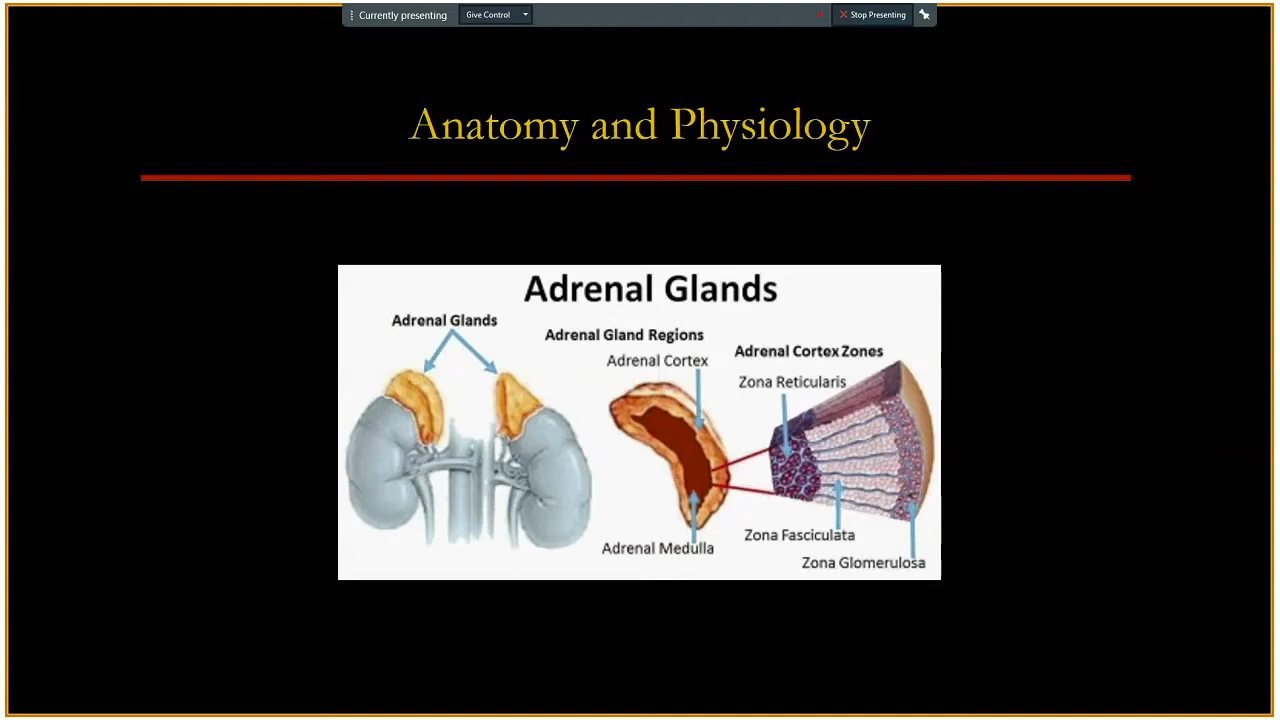 Currently presenting
Give Control
Stop Presenting
Anatomy and Physiology
Adrenal Glands
Adrenal Glands
Adrenal Gland Regions
Adrenal Cortex
Adrenal Medulla
Adrenal Cortex Zones
Zona Reticularis
Zona Fasciculata
Zona Glomerulosa